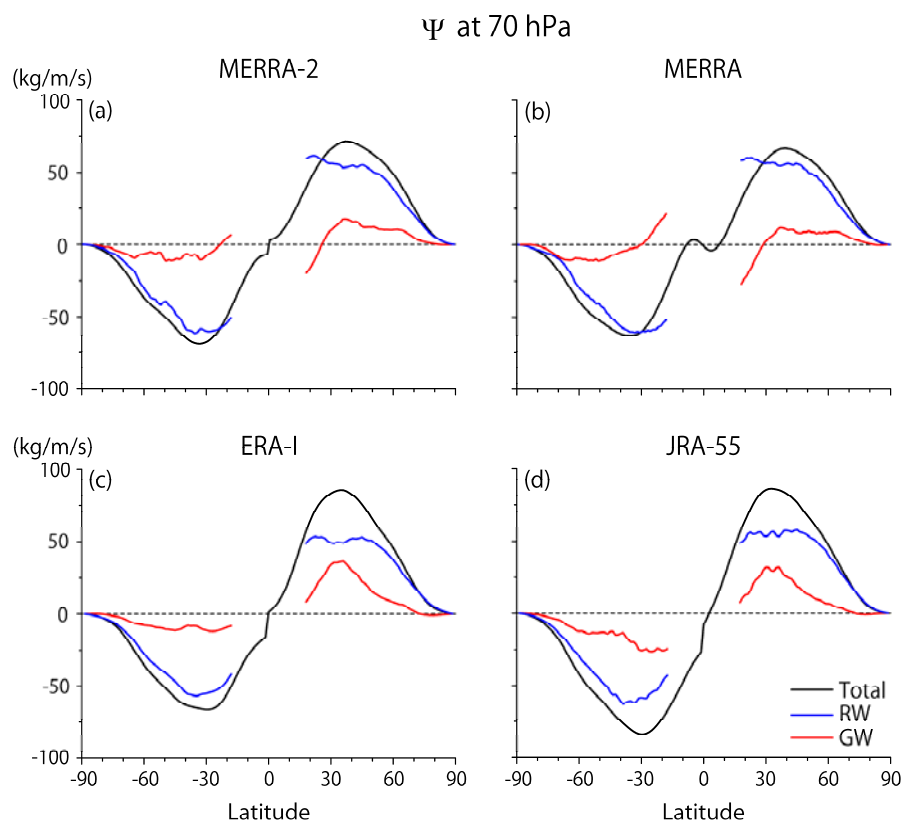 Ψ at 70 hPa
MERRA-2 MERRA
(kg/m/s)
100
(a) (b)
50
0
-50
-100
ERA-I JRA-55
(kg/m/s)
100
(c) (d)
50
0
-50
Total
RW
GW
-100
-90 -60 -30 0 30 60 90 -90 -60 -30 0 30 60 90
Latitude Latitude